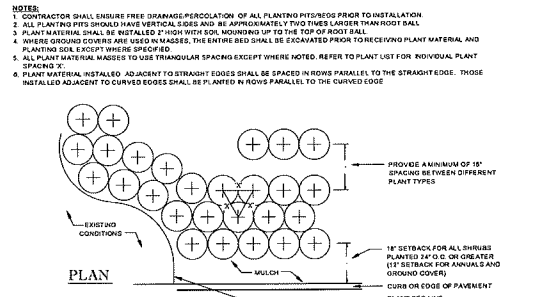 NOTES:
1. CONTRACTOR SHALL ENSURE FREE DRAINAGE/PERCOLATION OF ALL PLANTING PITS/BEDS PRIOR TO INSTALLATION.
2. ALL PLANTING PITS SHOULD HAVE VERTICAL SIDES AND BE APPROXIMATELY TWO TIMES LARGER THAN ROOT BALL
3. PLANT MATERIAL SHALL BE INSTALLED 2" HIGH WITH SOIL MOUNDING UP TO THE TOP OF ROOT BALL.
4. WHERE GROUND COVERS ARE USED IN MASSES, THE ENTIRE BED SHALL BE EXCAVATED PRIOR TO RECEIVING PLANT MATERIAL AND
PLANTING SOIL EXCEPT WHERE SPECIFIED.
5. ALL PLANT MATERIAL MASSES TO USE TRIANGULAR SPACING EXCEPT WHERE NOTED. REFER TO PLANT LIST FOR INDIVIDUAL PLANT
SPACING 'X'.
6. PLANT MATERIAL INSTALLED ADJACENT TO STRAIGHT EDGES SHALL BE SPACED IN ROWS PARALLEL TO THE STRAIGHT EDGE. THOSE
INSTALLED ADJACENT TO CURVED EDGES SHALL BE PLANTED IN ROWS PARALLEL TO THE CURVED EDGE
PROVIDE A MINIMUM OF 18"
SPACING BETWEEN DIFFERENT
PLANT TYPES
X
X
X
EXISTING
CONDITIONS
18" SETBACK FOR ALL SHRUBS
PLANTED 24" O.C. OR GREATER
(12" SETBACK FOR ANNUALS AND
GROUND COVER)
PLAN
MULCH
CURB OR EDGE OF PAVEMENT